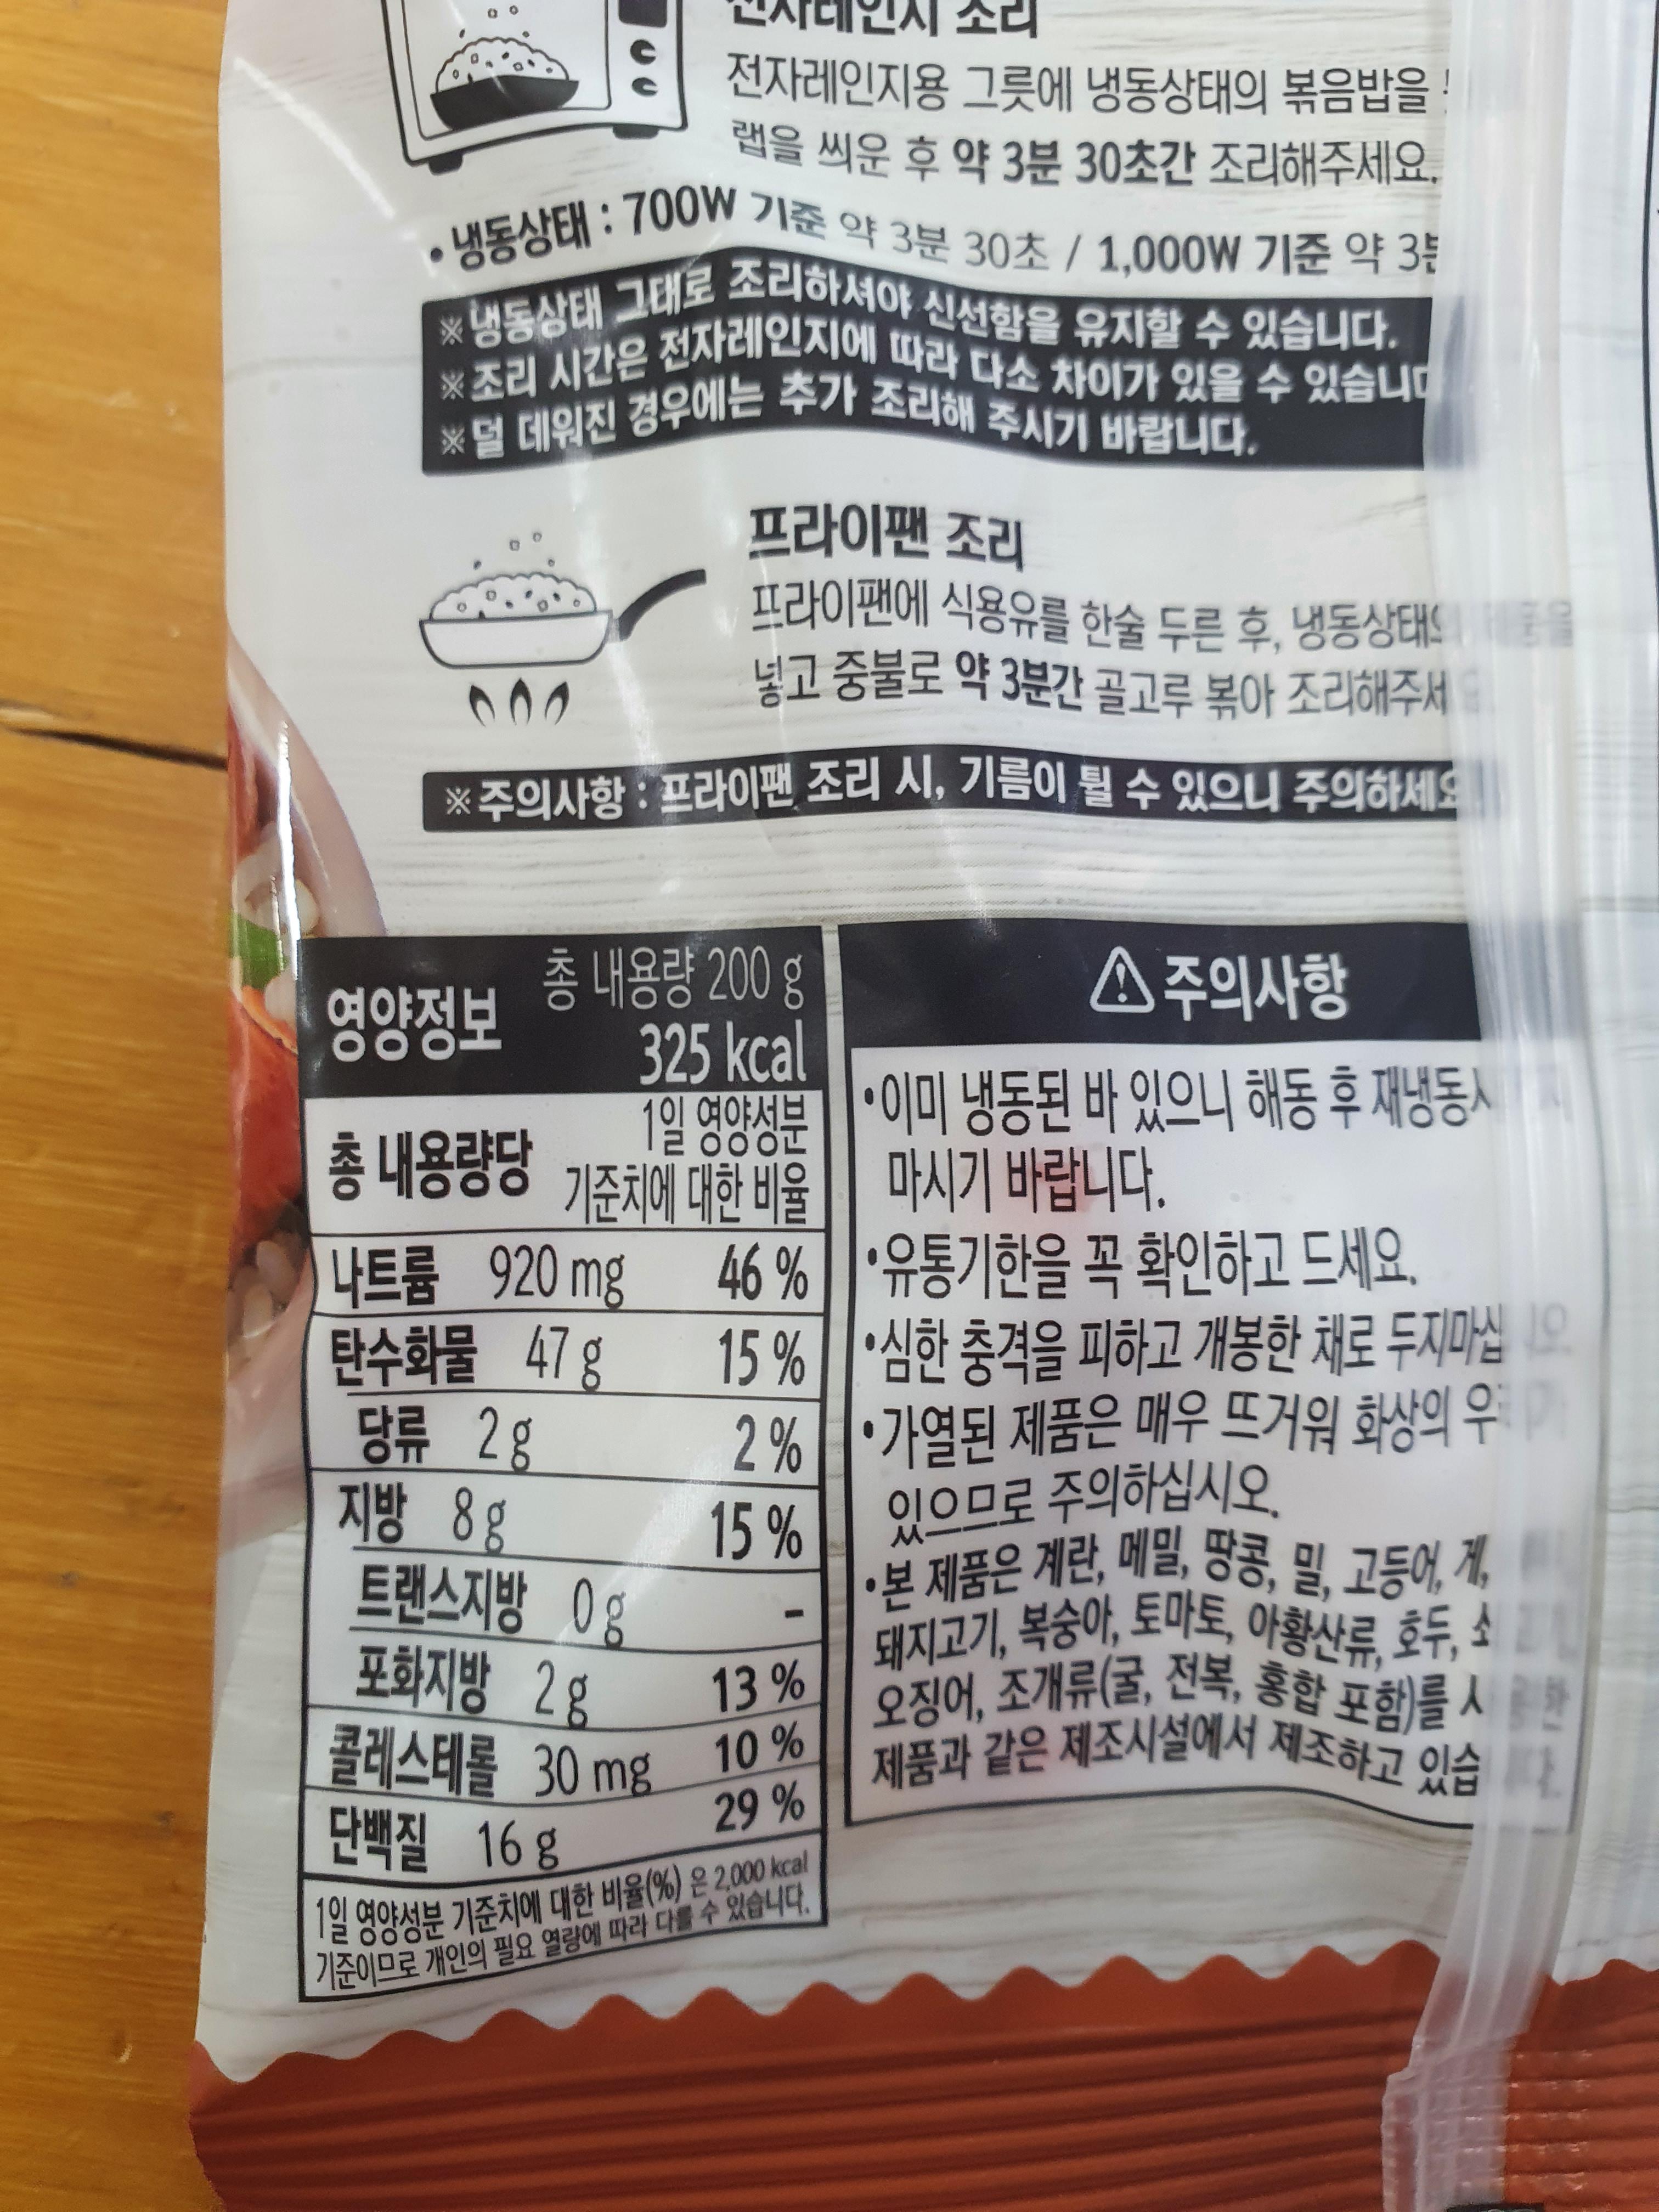 전자레인지 조리
전자레인지용 그릇에 냉동상태의 볶음밥을
랩을 씌운 후 약 3분 30초간 조리해주세요.
• 냉동상태 : 700W 기준 약 3분 30초 / 1,000W 기준 약 3분
※ 냉동상태 그대로 조리하셔야 신선함을 유지할 수 있습니다.
※ 조리 시간은 전자레인지에 따라 다소 차이가 있을 수 있습니다
※ 덜 데워진 경우에는 추가 조리해 주시기 바랍니다.
프라이팬 조리
프라이팬에 식용유를 한술 두른 후, 냉동상태의
넣고 중불로 약 3분간 골고루 볶아 조리해주세
※ 주의사항 : 프라이팬 조리 시, 기름이 튈 수 있으니 주의하세요
영양정보
총 내용량 200 g
325 kcal
총 내용량당
1일 영양성분
기준치에 대한 비율
나트륨 920 mg 46 %
탄수화물 47 g 15 %
당류 2 g 2 %
지방 8 g 15 %
트랜스지방 0 g -
포화지방 2 g 13 %
콜레스테롤 30 mg 10 %
단백질 16 g 29 %
1일 영양성분 기준치에 대한 비율(%) 은 2,000 kcal
기준이므로 개인의 필요 열량에 따라 다를 수 있습니다.
⚠ 주의사항
• 이미 냉동된 바 있으니 해동 후 재냉동시
마시기 바랍니다.
• 유통기한을 꼭 확인하고 드세요.
• 심한 충격을 피하고 개봉한 채로 두지마십
• 가열된 제품은 매우 뜨거워 화상의
있으므로 주의하십시오.
• 본 제품은 계란, 메밀, 땅콩, 밀, 고등어, 게,
돼지고기, 복숭아, 토마토, 아황산류, 호두,
오징어, 조개류(굴, 전복, 홍합 포함)를
제품과 같은 제조시설에서 제조하고 있습